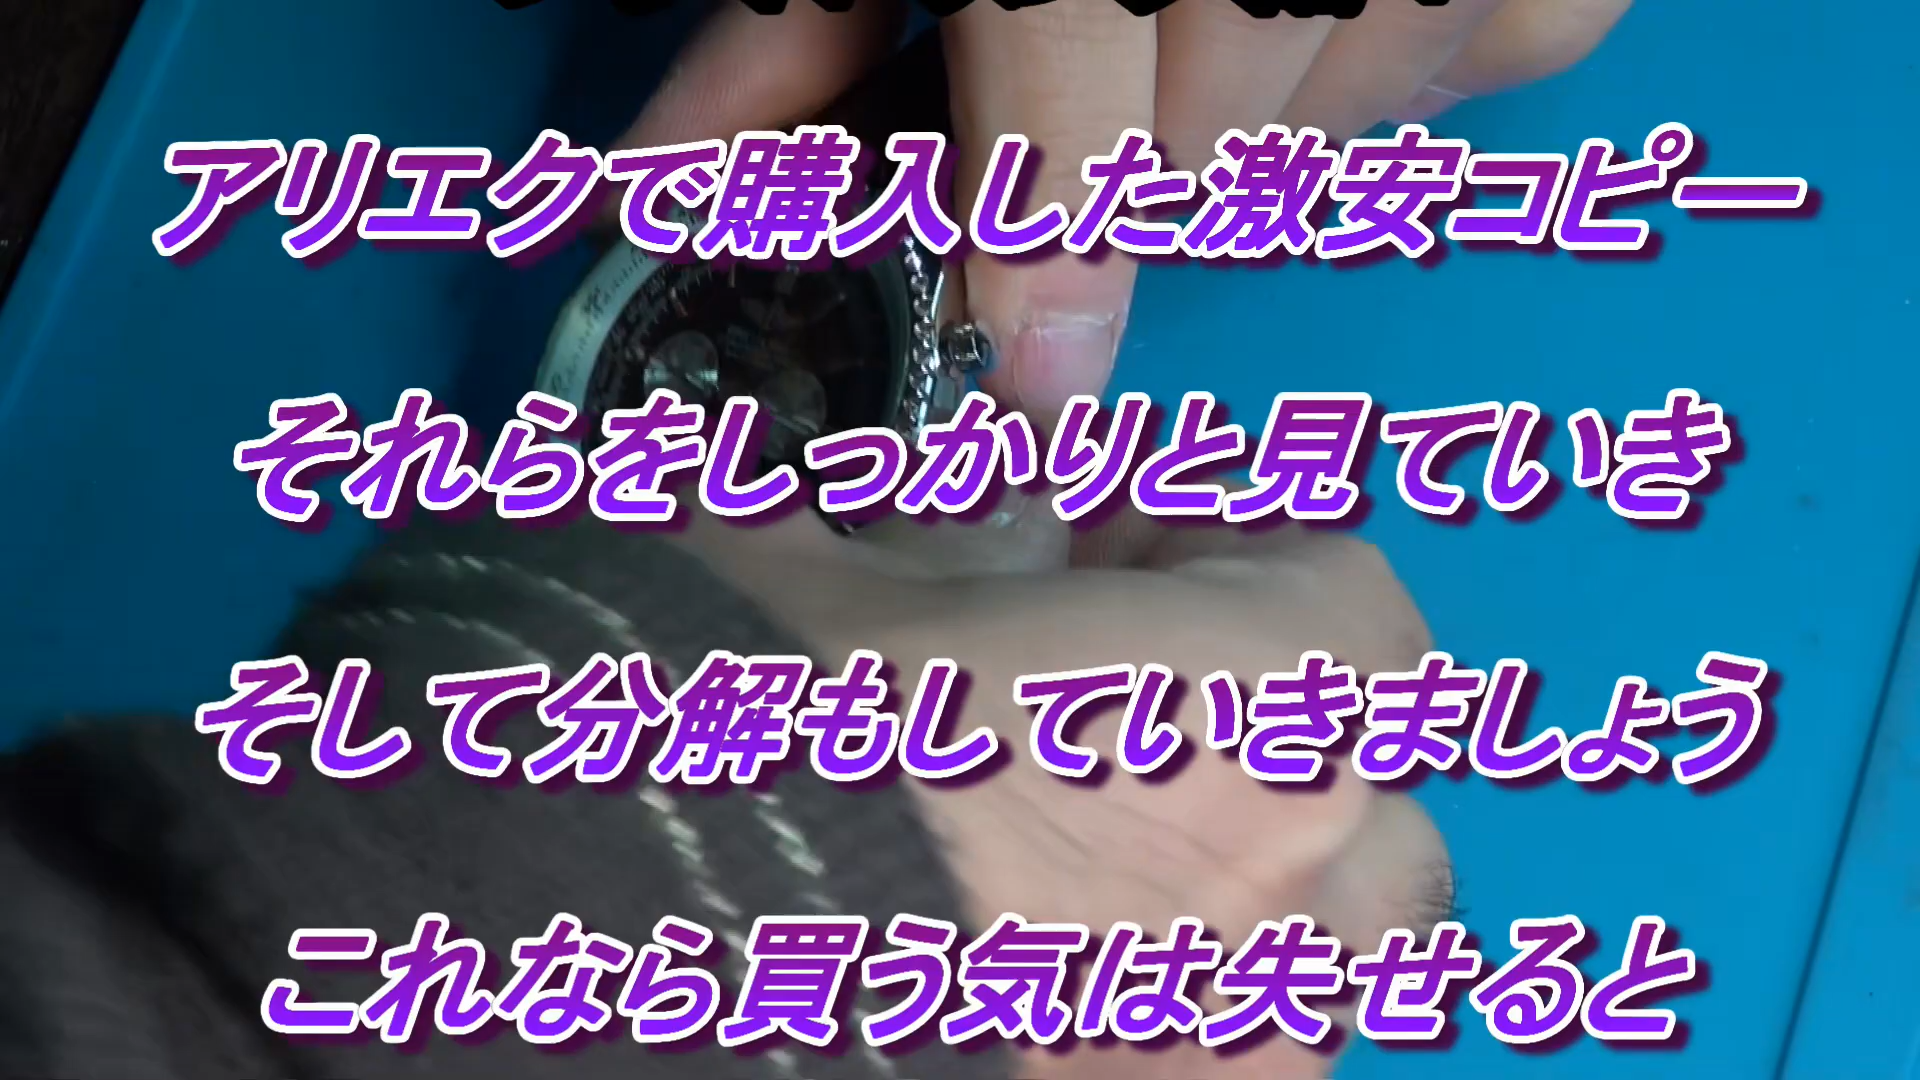 アリエクで購入した激安コピー
それらをしっかりと見ていき
そして分解もしていきましょう
これなら買う気は失せると